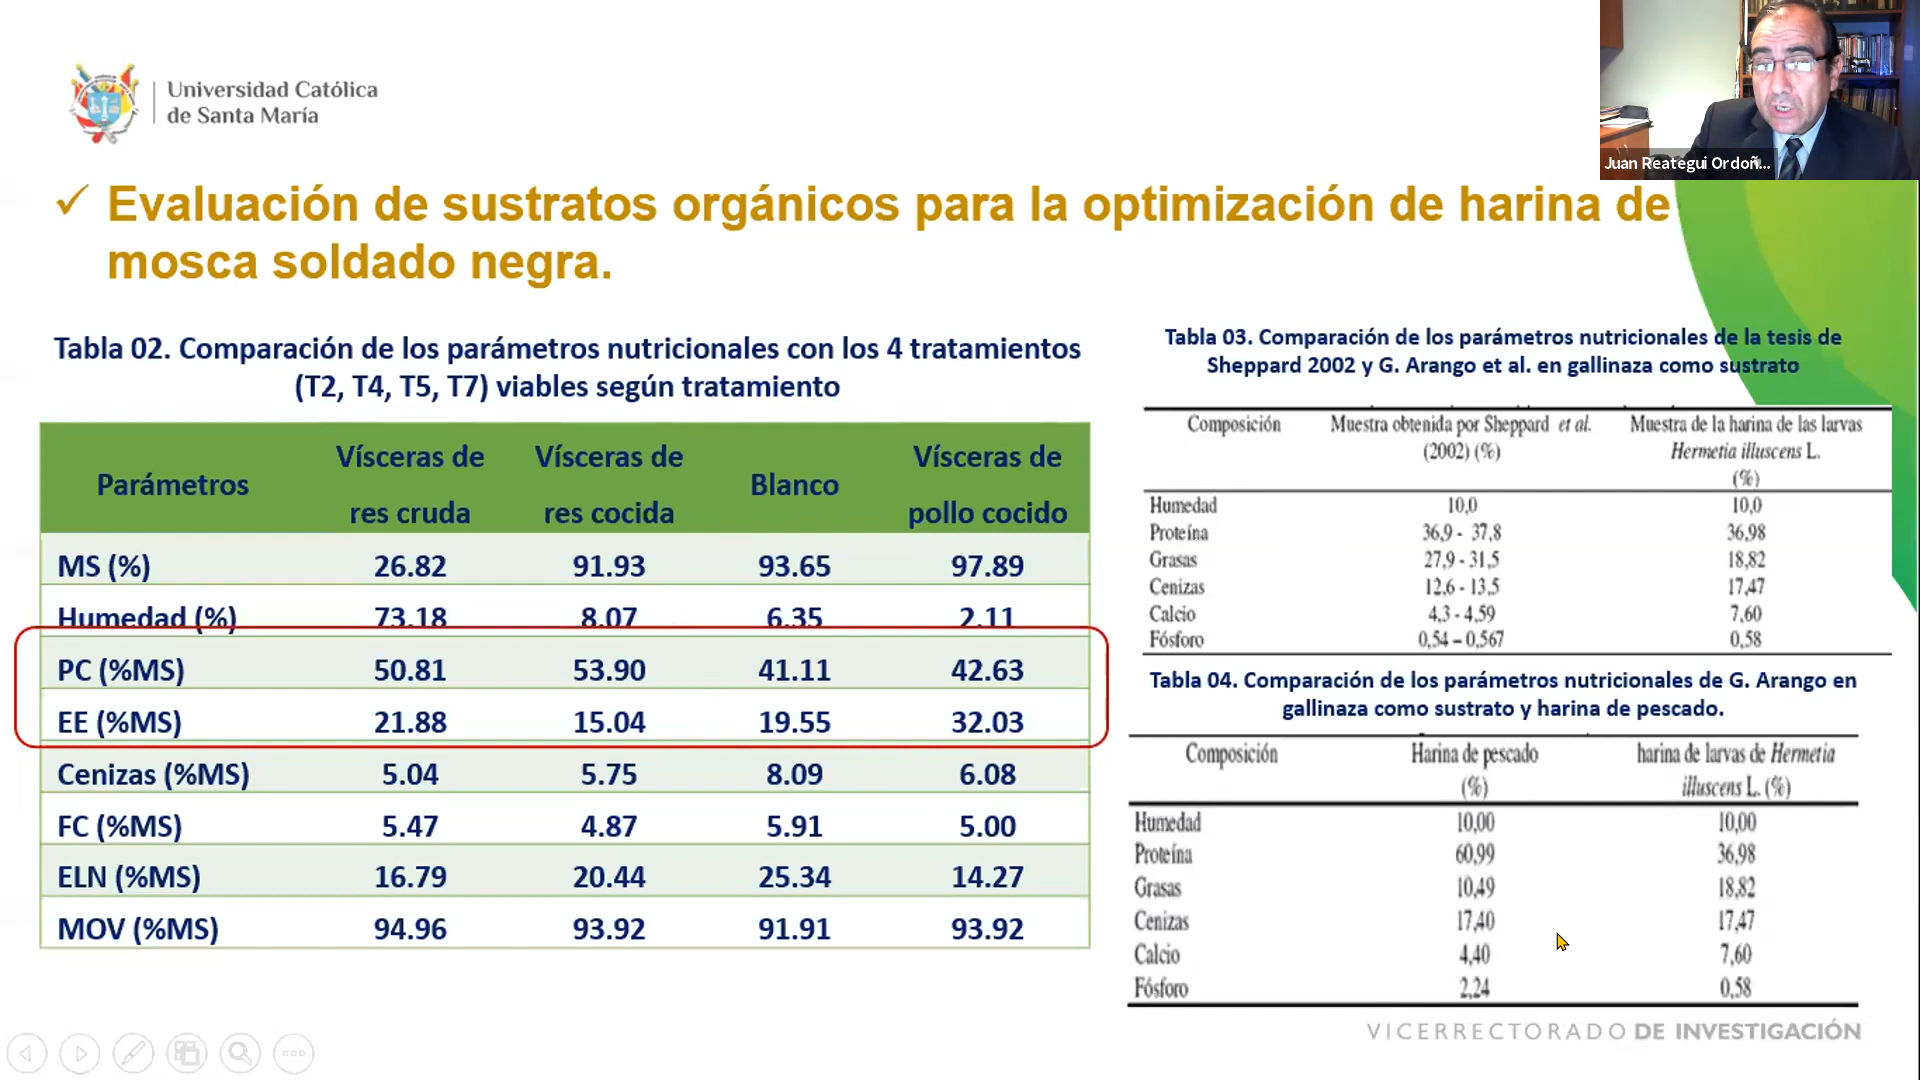 Universidad Católica
de Santa María
Juan Reategui Ordoñ...
✓ Evaluación de sustratos orgánicos para la optimización de harina de
mosca soldado negra.
Tabla 02. Comparación de los parámetros nutricionales con los 4 tratamientos
(T2, T4, T5, T7) viables según tratamiento
Parámetros Vísceras de res cruda Vísceras de res cocida Blanco Vísceras de pollo cocido
MS (%) 26.82 91.93 93.65 97.89
Humedad (%) 73.18 8.07 6.35 2.11
PC (%MS) 50.81 53.90 41.11 42.63
EE (%MS) 21.88 15.04 19.55 32.03
Cenizas (%MS) 5.04 5.75 8.09 6.08
FC (%MS) 5.47 4.87 5.91 5.00
ELN (%MS) 16.79 20.44 25.34 14.27
MOV (%MS) 94.96 93.92 91.91 93.92
Tabla 03. Comparación de los parámetros nutricionales de la tesis de
Sheppard 2002 y G. Arango et al. en gallinaza como sustrato
Composición Muestra obtenida por Sheppard et al. (2002) (%) Muestra de la harina de las larvas Hermetia illuscens L. (%)
Humedad 10,0 10,0
Proteína 36,9 - 37,8 36,98
Grasas 27,9 - 31,5 18,82
Cenizas 12,6 - 13,5 17,47
Calcio 4,3 - 4,59 7,60
Fósforo 0,54 – 0,567 0,58
Tabla 04. Comparación de los parámetros nutricionales de G. Arango en
gallinaza como sustrato y harina de pescado.
Composición Harina de pescado (%) harina de larvas de Hermetia illuscens L. (%)
Humedad 10,00 10,00
Proteína 60,99 36,98
Grasas 10,49 18,82
Cenizas 17,40 17,47
Calcio 4,40 7,60
Fósforo 2,24 0,58
VICERRECTORADO DE INVESTIGACIÓN